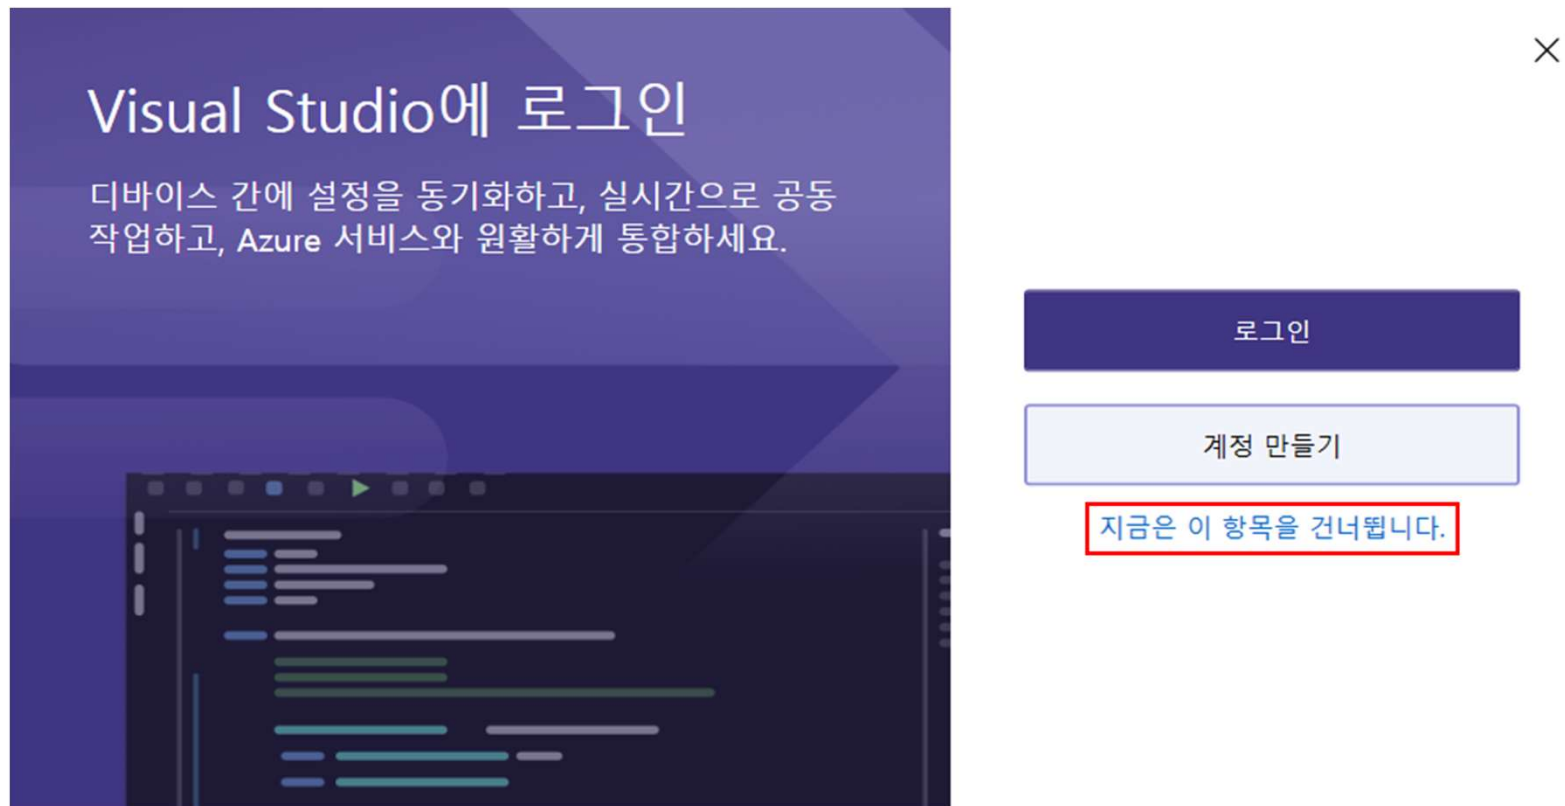 Visual Studio에 로그인
디바이스 간에 설정을 동기화하고, 실시간으로 공동
작업하고, Azure 서비스와 원활하게 통합하세요.
로그인
계정 만들기
지금은 이 항목을 건너뜁니다.